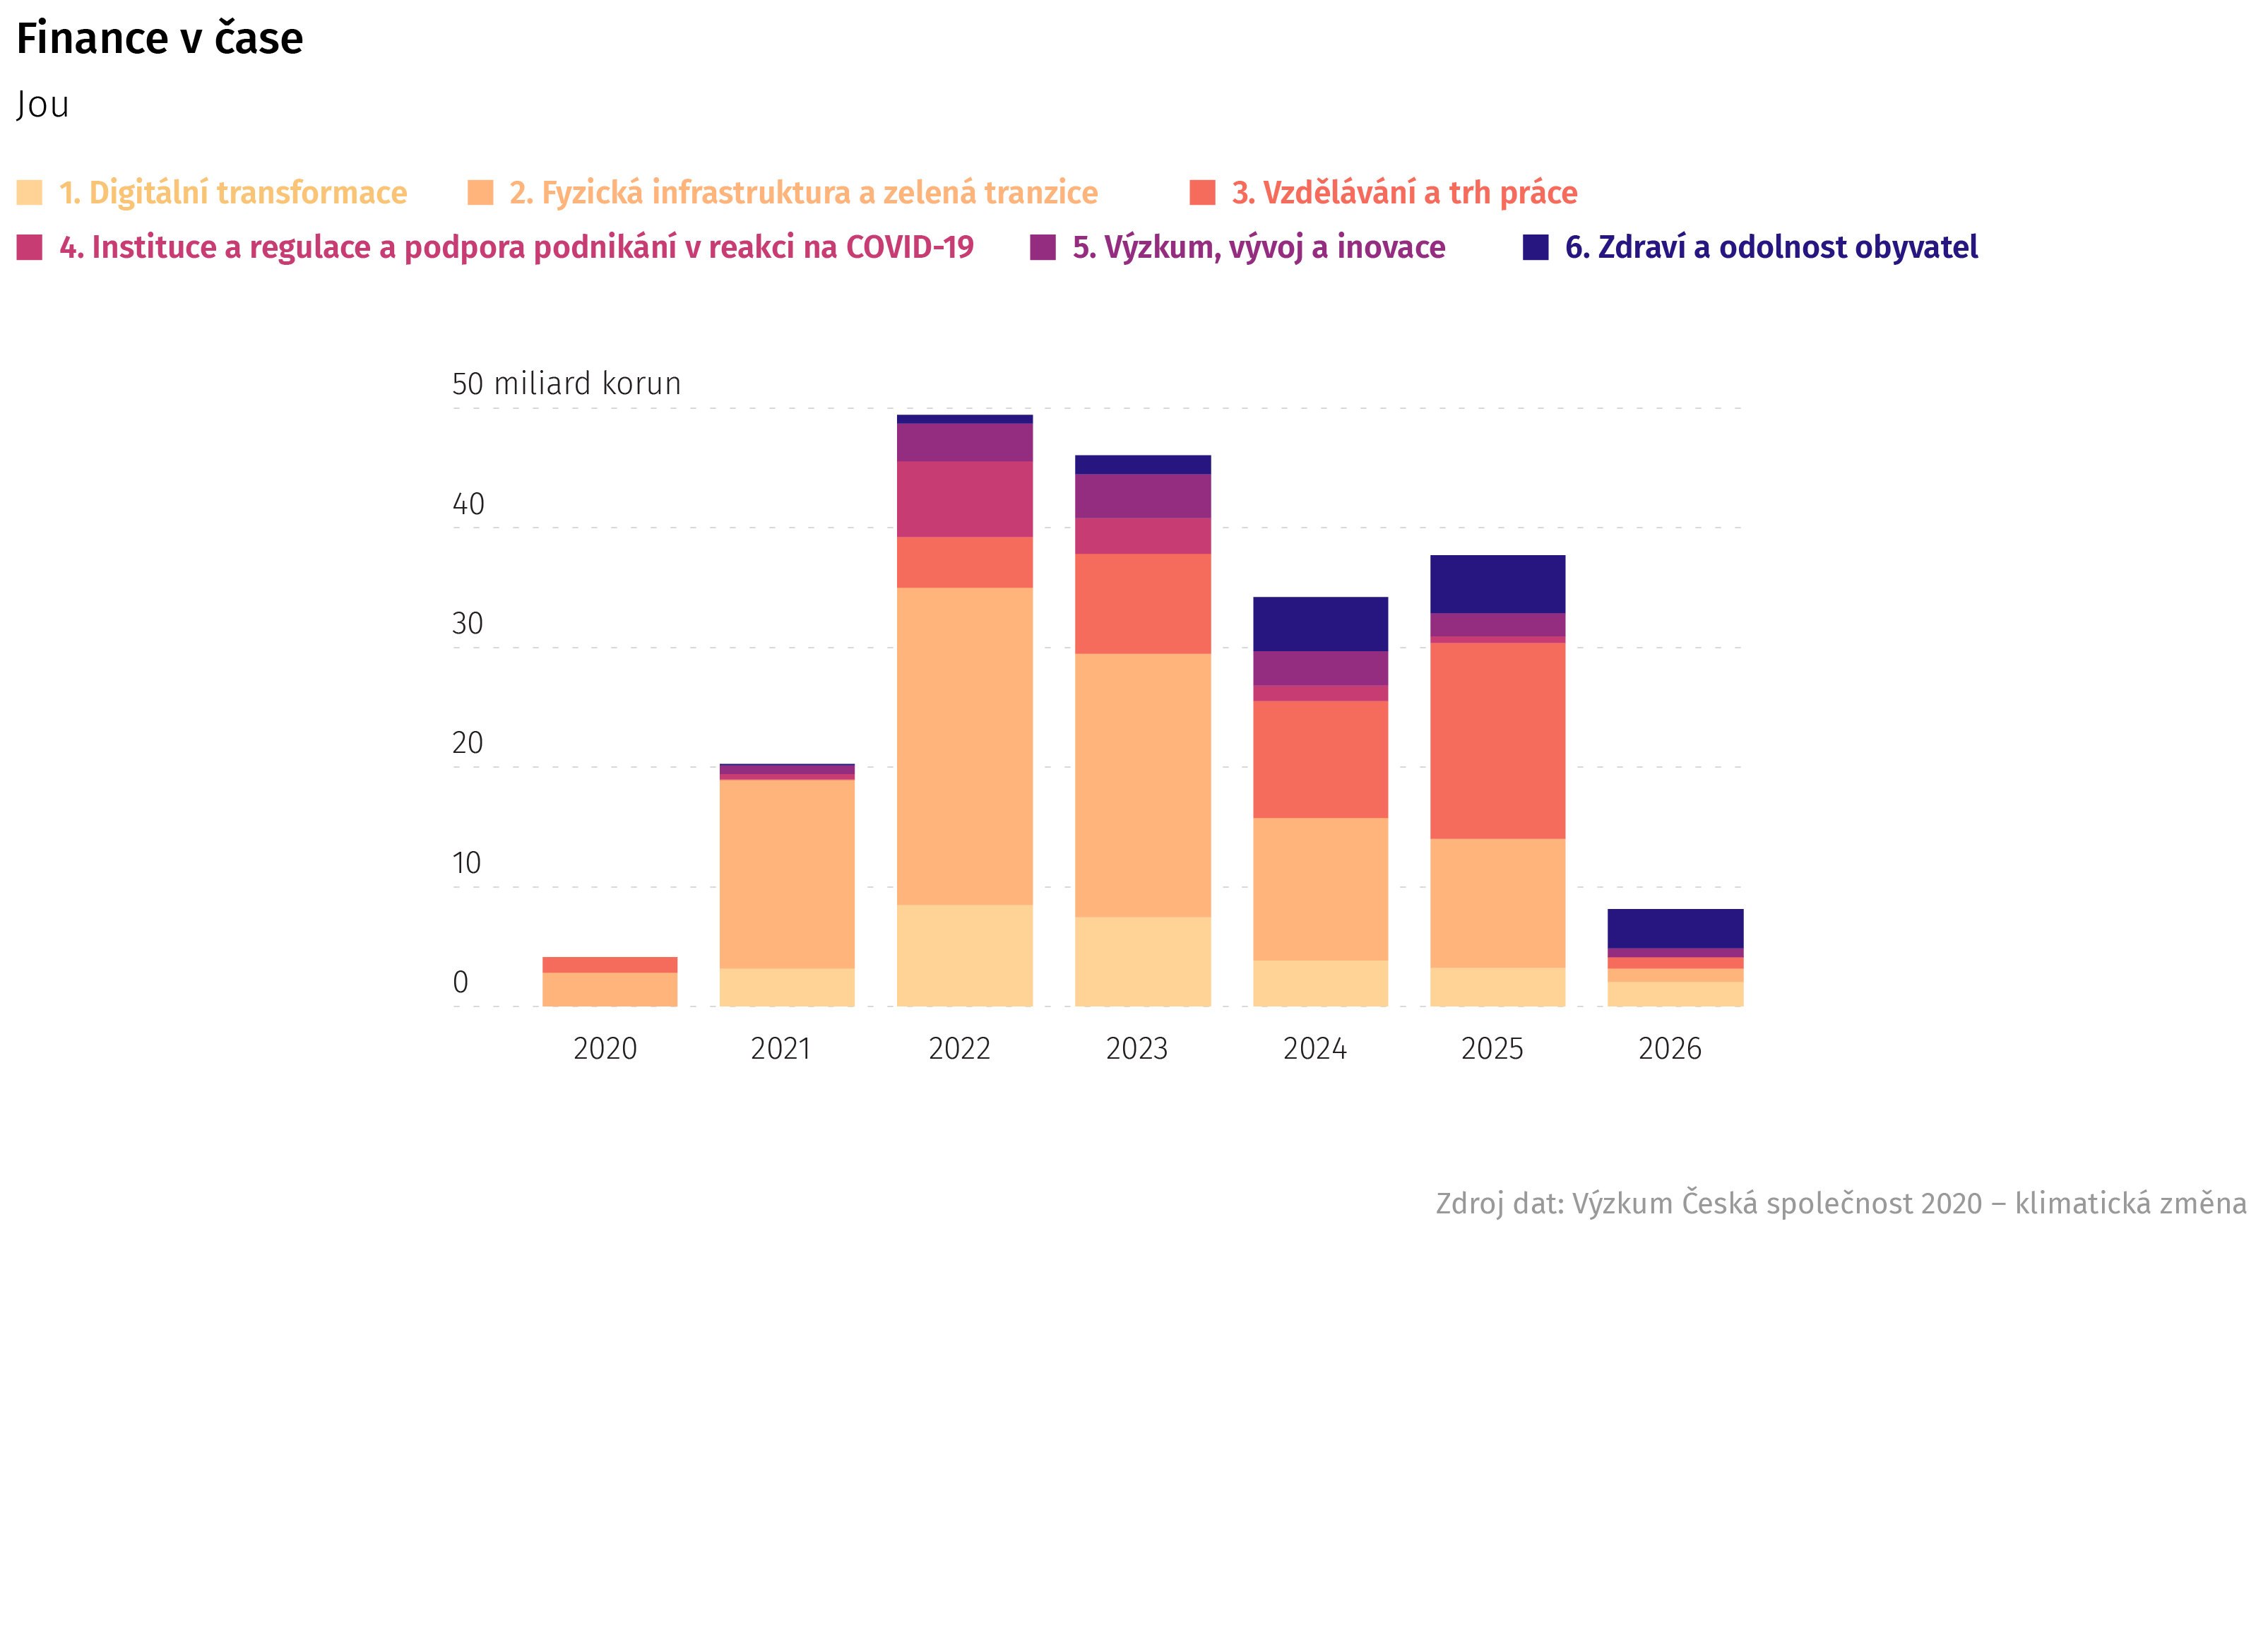 Finance v čase
Jou
1. Digitální transformace 2. Fyzická infrastruktura a zelená tranzice 3. Vzdělávání a trh práce
4. Instituce a regulace a podpora podnikání v reakci na COVID-19 5. Výzkum, vývoj a inovace 6. Zdraví a odolnost obyvatel
50 miliard korun
40
30
20
10
0
2020 2021 2022 2023 2024 2025 2026
Zdroj dat: Výzkum Česká společnost 2020 – klimatická změna